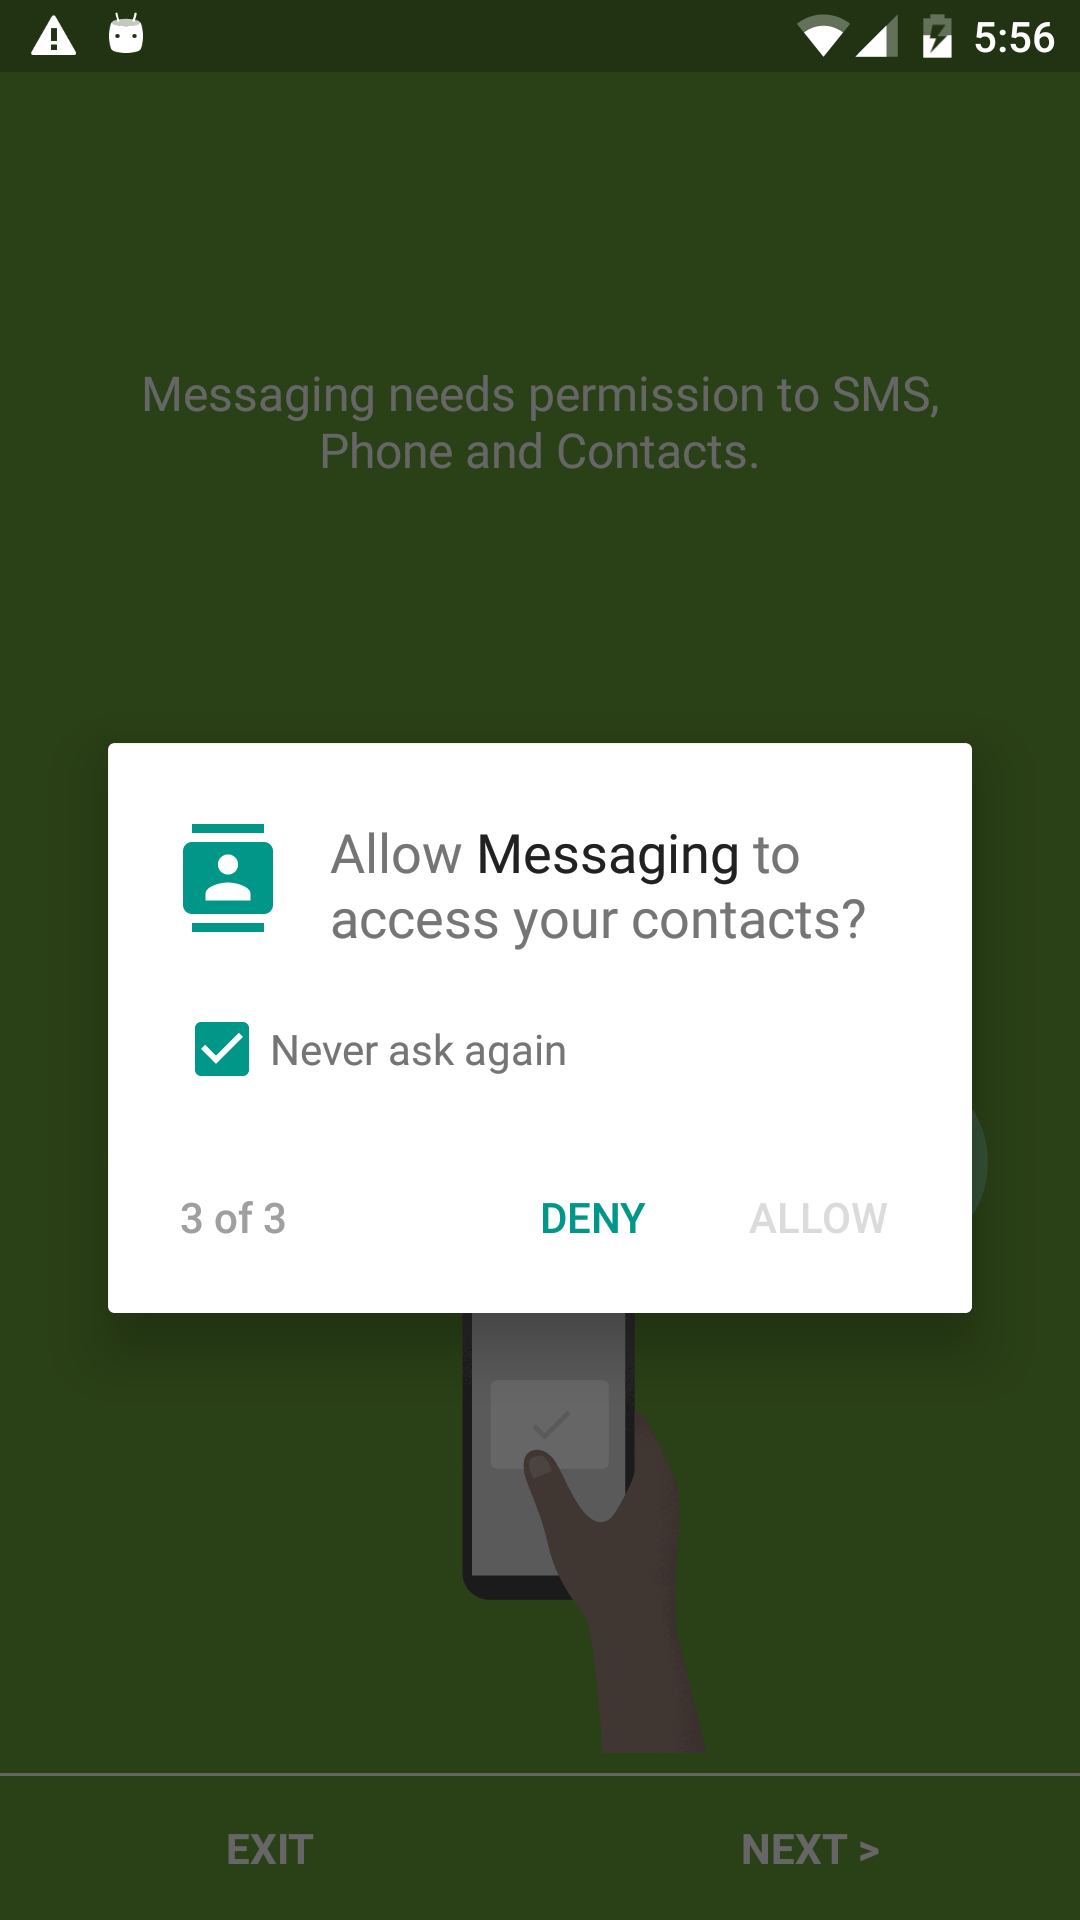 5:56
Messaging needs permission to SMS,
Phone and Contacts.
Allow Messaging to
access your contacts?
Never ask again
3 of 3
DENY
ALLOW
EXIT
NEXT >